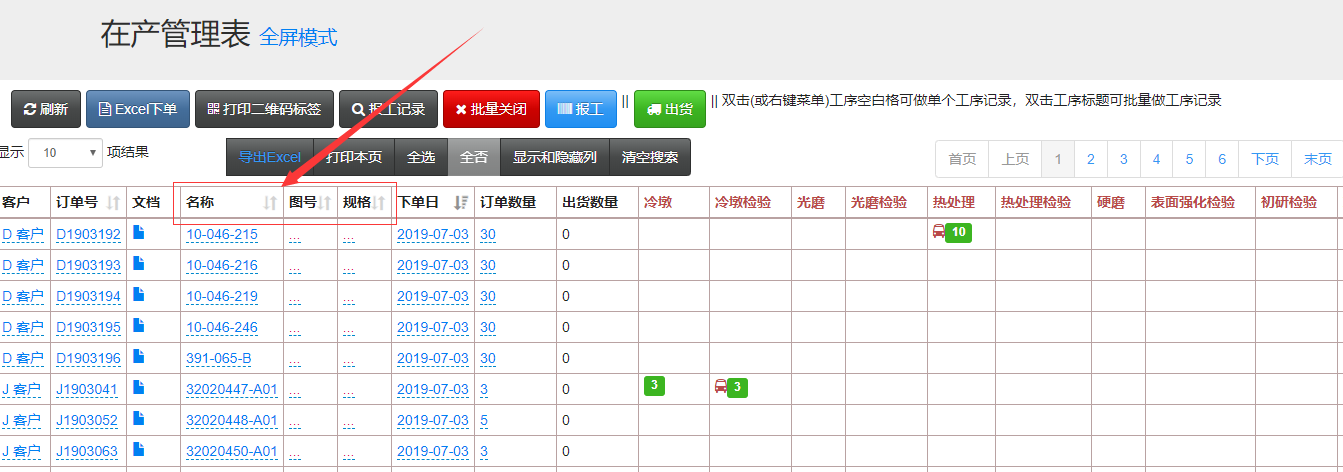 在产管理表 全屏模式
刷新 Excel下单 打印二维码标签 报工记录 批量关闭 报工 || 出货 || 双击(或右键菜单)工序空白格可做单个工序记录，双击工序标题可批量做工序记录
显示 10 项结果 导出Excel 打印本页 全选 全否 显示和隐藏列 清空搜索 首页 上页 1 2 3 4 5 6 下页 末页
客户 订单号 文档 名称 图号 规格 下单日 订单数量 出货数量 冷墩 冷墩检验 光磨 光磨检验 热处理 热处理检验 硬磨 表面强化检验 初研检验
D 客户 D1903192 10-046-215 ... ... 2019-07-03 30 0 10
D 客户 D1903193 10-046-216 ... ... 2019-07-03 30 0
D 客户 D1903194 10-046-219 ... ... 2019-07-03 30 0
D 客户 D1903195 10-046-246 ... ... 2019-07-03 30 0
D 客户 D1903196 391-065-B ... ... 2019-07-03 30 0
J 客户 J1903041 32020447-A01 ... ... 2019-07-03 3 0 3 3
J 客户 J1903052 32020448-A01 ... ... 2019-07-03 5 0
J 客户 J1903063 32020450-A01 ... ... 2019-07-03 3 0